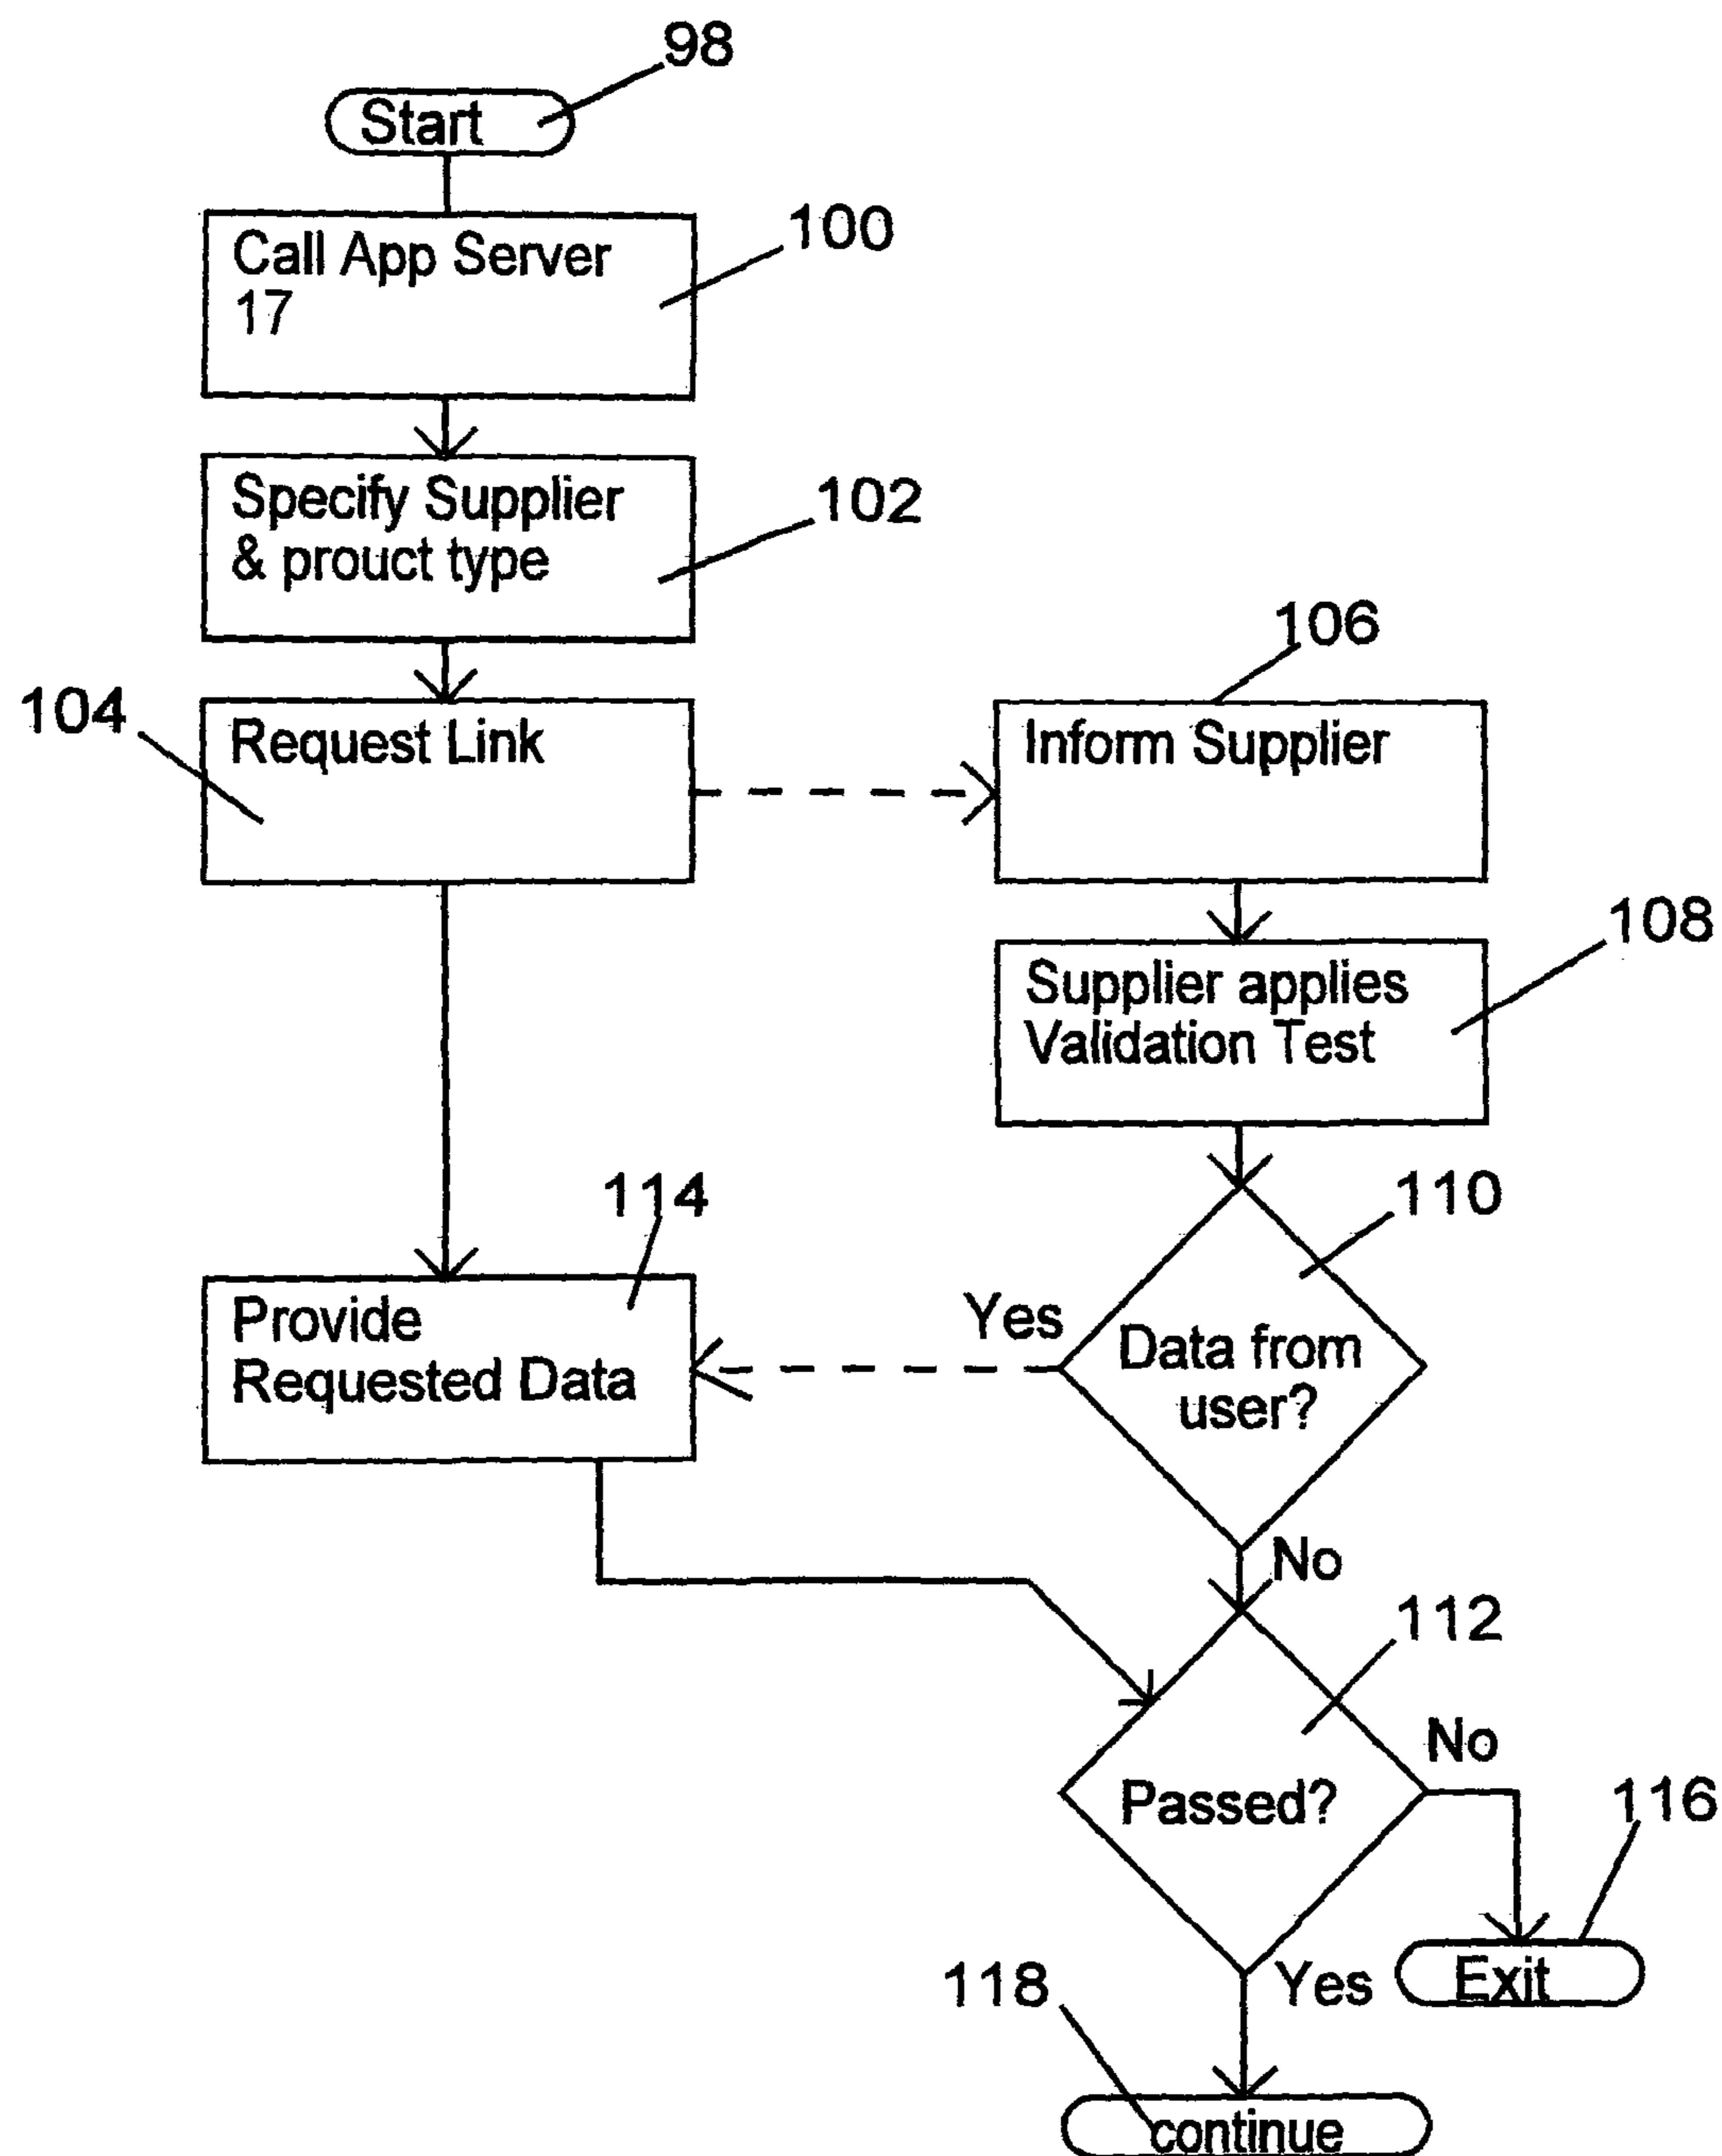 98
Start
100
Call App Server
17
102
Specify Supplier
& prouct type
104
Request Link
106
Inform Supplier
108
Supplier applies
Validation Test
110
Data from
user?
Yes
114
Provide
Requested Data
No
112
Passed?
No
116
Exit
Yes
118
continue